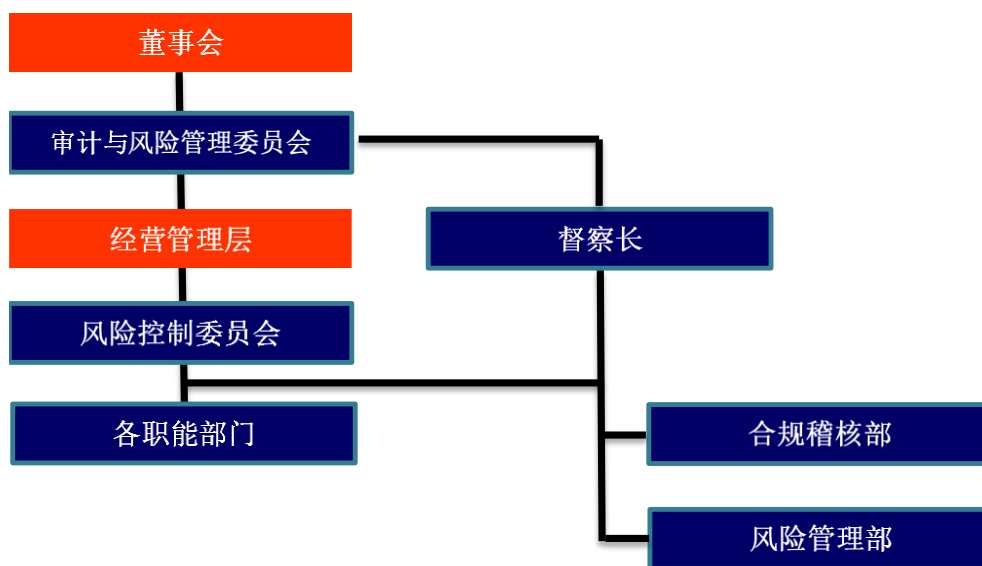 董事会
审计与风险管理委员会
经营管理层
督察长
风险控制委员会
各职能部门
合规稽核部
风险管理部